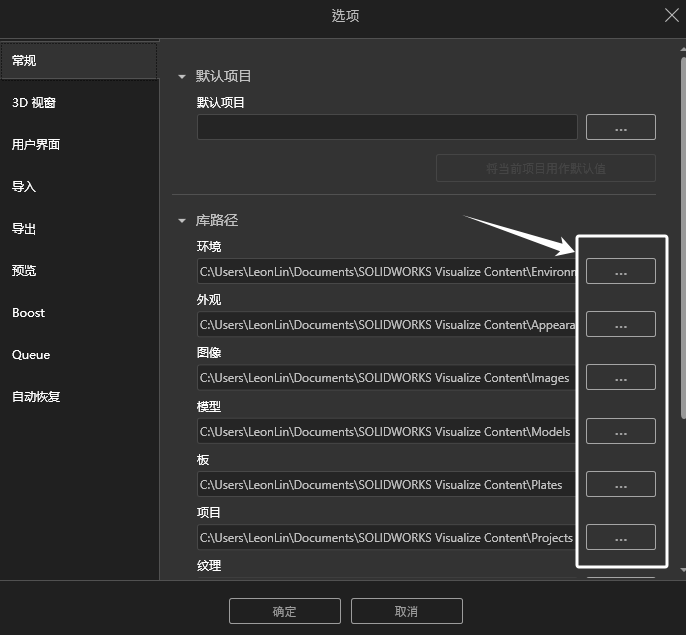 选项
常规
3D 视窗
用户界面
导入
导出
预览
Boost
Queue
自动恢复
默认项目
默认项目
...
将当前项目用作默认值
库路径
环境
C:\Users\LeonLin\Documents\SOLIDWORKS Visualize Content\Environm
...
外观
C:\Users\LeonLin\Documents\SOLIDWORKS Visualize Content\Appeara
...
图像
C:\Users\LeonLin\Documents\SOLIDWORKS Visualize Content\Images
...
模型
C:\Users\LeonLin\Documents\SOLIDWORKS Visualize Content\Models
...
板
C:\Users\LeonLin\Documents\SOLIDWORKS Visualize Content\Plates
...
项目
C:\Users\LeonLin\Documents\SOLIDWORKS Visualize Content\Projects
...
纹理
确定
取消